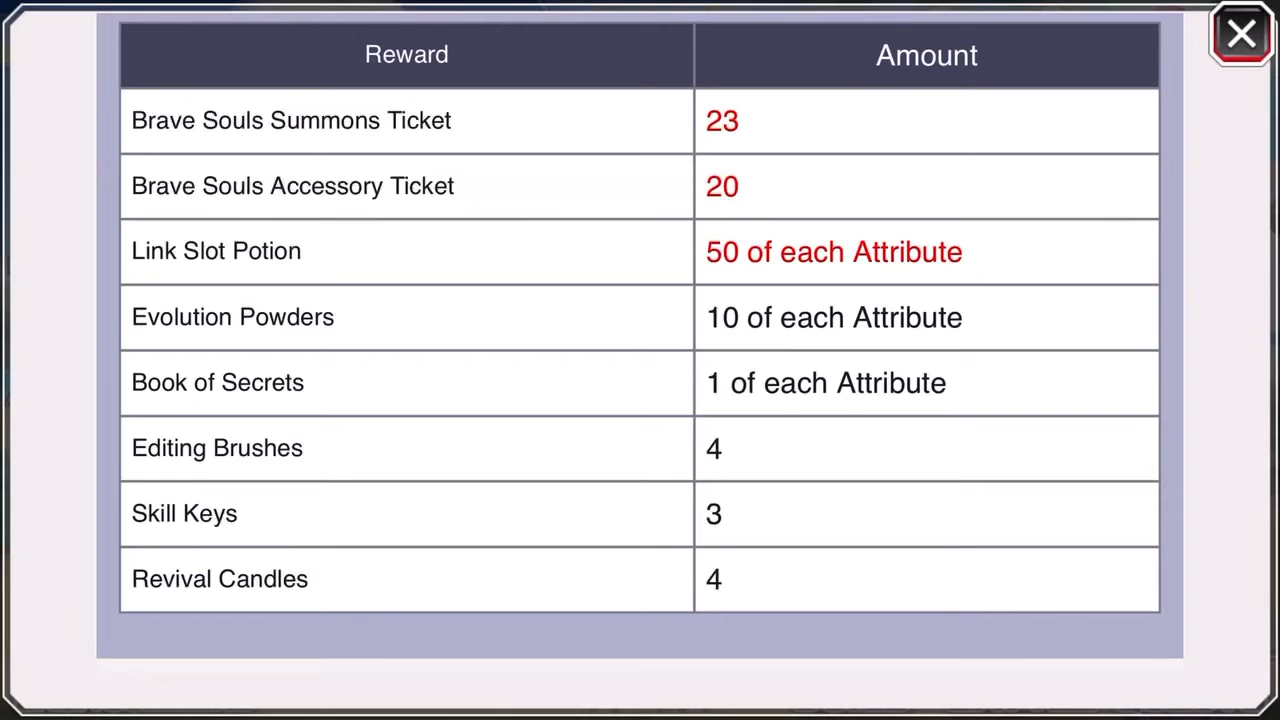 Reward Amount
Brave Souls Summons Ticket 23
Brave Souls Accessory Ticket 20
Link Slot Potion 50 of each Attribute
Evolution Powders 10 of each Attribute
Book of Secrets 1 of each Attribute
Editing Brushes 4
Skill Keys 3
Revival Candles 4